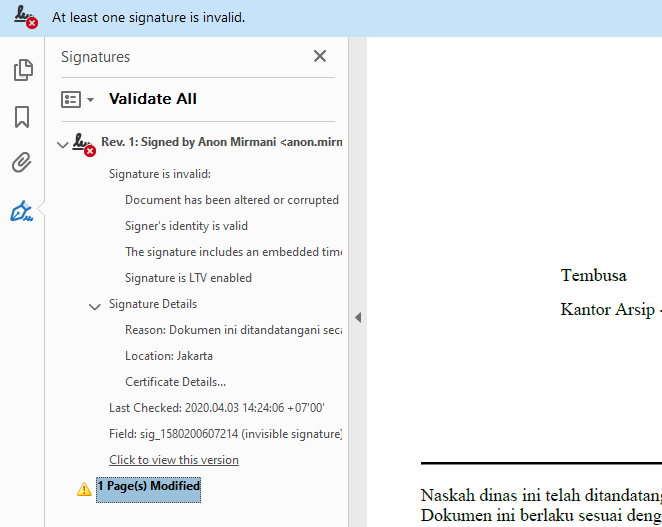 At least one signature is invalid.
Signatures
Validate All
Rev. 1: Signed by Anon Mirmani <anon.mirm
Signature is invalid:
Document has been altered or corrupted
Signer's identity is valid
The signature includes an embedded time
Signature is LTV enabled
Signature Details
Reason: Dokumen ini ditandatangani seca
Location: Jakarta
Certificate Details...
Last Checked: 2020.04.03 14:24:06 +07'00'
Field: sig_1580200607214 (invisible signature)
Click to view this version
1 Page(s) Modified
Tembusa
Kantor Arsip -
Naskah dinas ini telah ditandatang
Dokumen ini berlaku sesuai deng